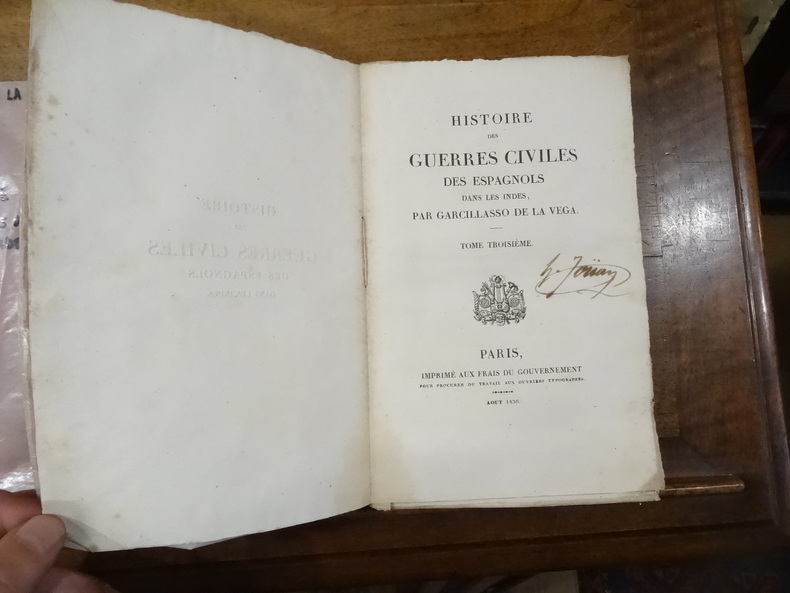 LA
HISTOIRE
DES
GUERRES CIVILES
DES ESPAGNOLS
DANS LES INDES,
PAR GARCILLASSO DE LA VEGA.
TOME TROISIÈME.
PARIS,
IMPRIMÉ AUX FRAIS DU GOUVERNEMENT
POUR PROCURER DU TRAVAIL AUX OUVRIERS TYPOGRAPHES.
AOUT 1830.